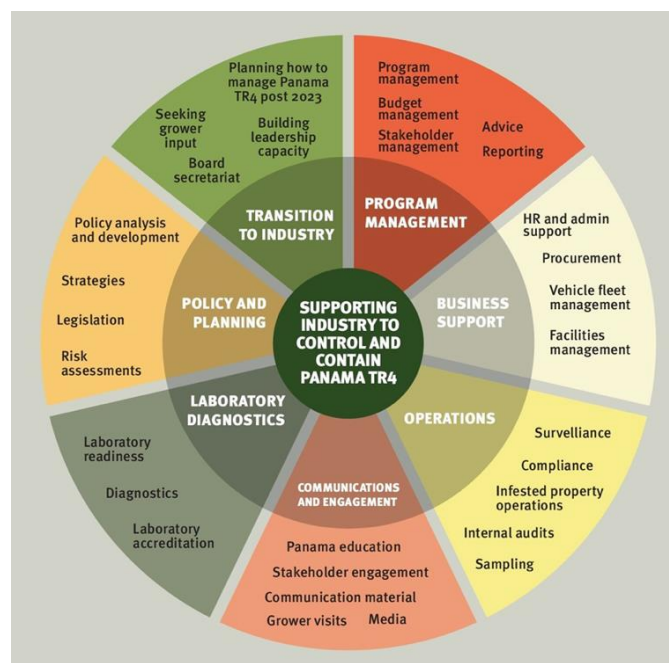 SUPPORTING
INDUSTRY TO
CONTROL AND
CONTAIN
PANAMA TR4
PROGRAM
MANAGEMENT
Program
management
Budget
management
Stakeholder
management
Advice
Reporting
BUSINESS
SUPPORT
HR and admin
support
Procurement
Vehicle fleet
management
Facilities
management
OPERATIONS
Survelliance
Compliance
Infested property
operations
Internal audits
Sampling
COMMUNICATIONS
AND ENGAGEMENT
Panama education
Stakeholder engagement
Communication material
Grower visits
Media
LABORATORY
DIAGNOSTICS
Laboratory
readiness
Diagnostics
Laboratory
accreditation
POLICY AND
PLANNING
Policy analysis
and development
Strategies
Legislation
Risk
assessments
TRANSITION
TO INDUSTRY
Planning how to
manage Panama
TR4 post 2023
Seeking
grower
input
Building
leadership
capacity
Board
secretariat